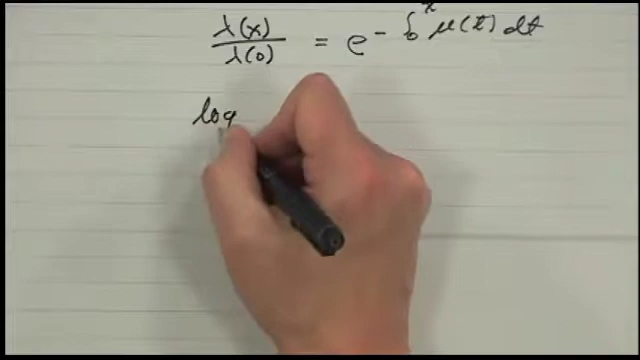 λ(x)/λ(0) = e^{-∫_0^x μ(t) dt}
log